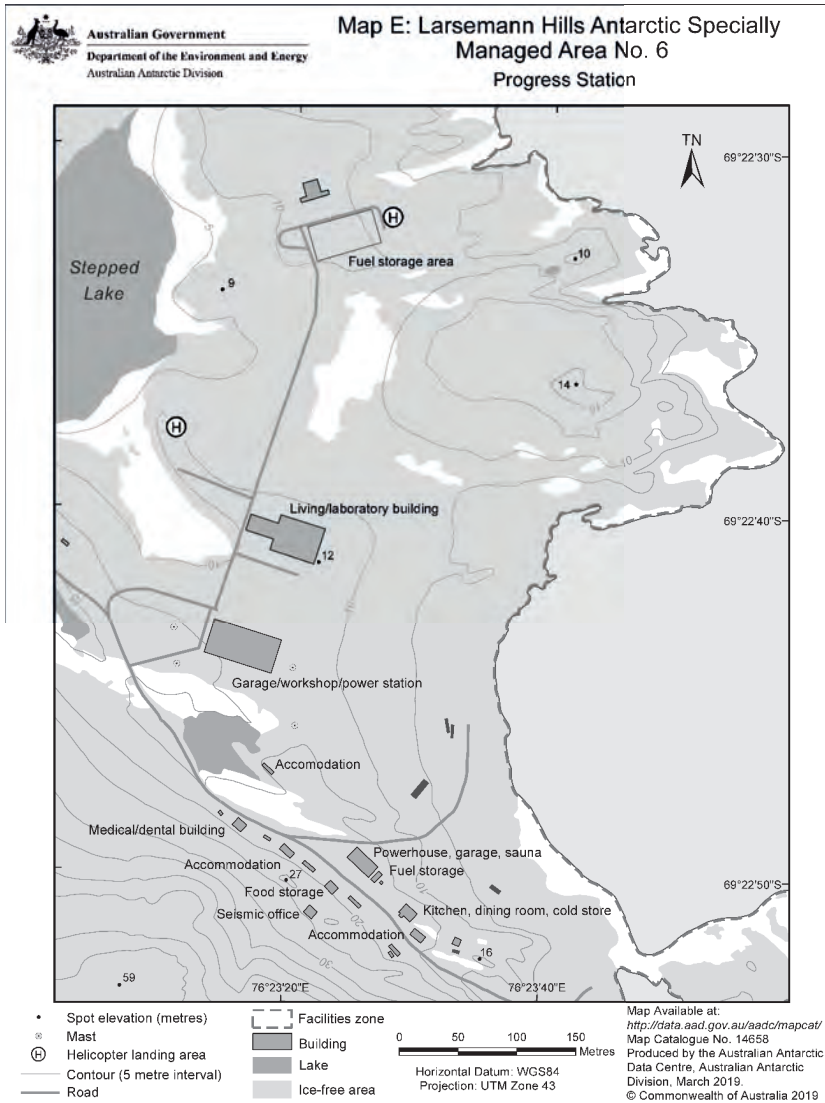 Australian Government
Department of the Environment and Energy
Australian Antarctic Division
Map E: Larsemann Hills Antarctic Specially
Managed Area No. 6
Progress Station
TN
69°22'30"S
10
5
H
Fuel storage area
10
Stepped
Lake
9
14
H
10
Living/laboratory building
69°22'40"S
12
10
Garage/workshop/power station
Accomodation
Medical/dental building
Powerhouse, garage, sauna
Accommodation
Fuel storage
27
69°22'50"S
10
Food storage
Seismic office
20
Kitchen, dining room, cold store
Accommodation
16
30
59
76°23'20"E
76°23'40"E
Spot elevation (metres)
Mast
H
Helicopter landing area
Contour (5 metre interval)
Road
Facilities zone
Building
Lake
Ice-free area
0 50 100 150
Metres
Horizontal Datum: WGS84
Projection: UTM Zone 43
Map Available at:
http://data.aad.gov.au/aadc/mapcat/
Map Catalogue No. 14658
Produced by the Australian Antarctic
Data Centre, Australian Antarctic
Division, March 2019.
© Commonwealth of Australia 2019